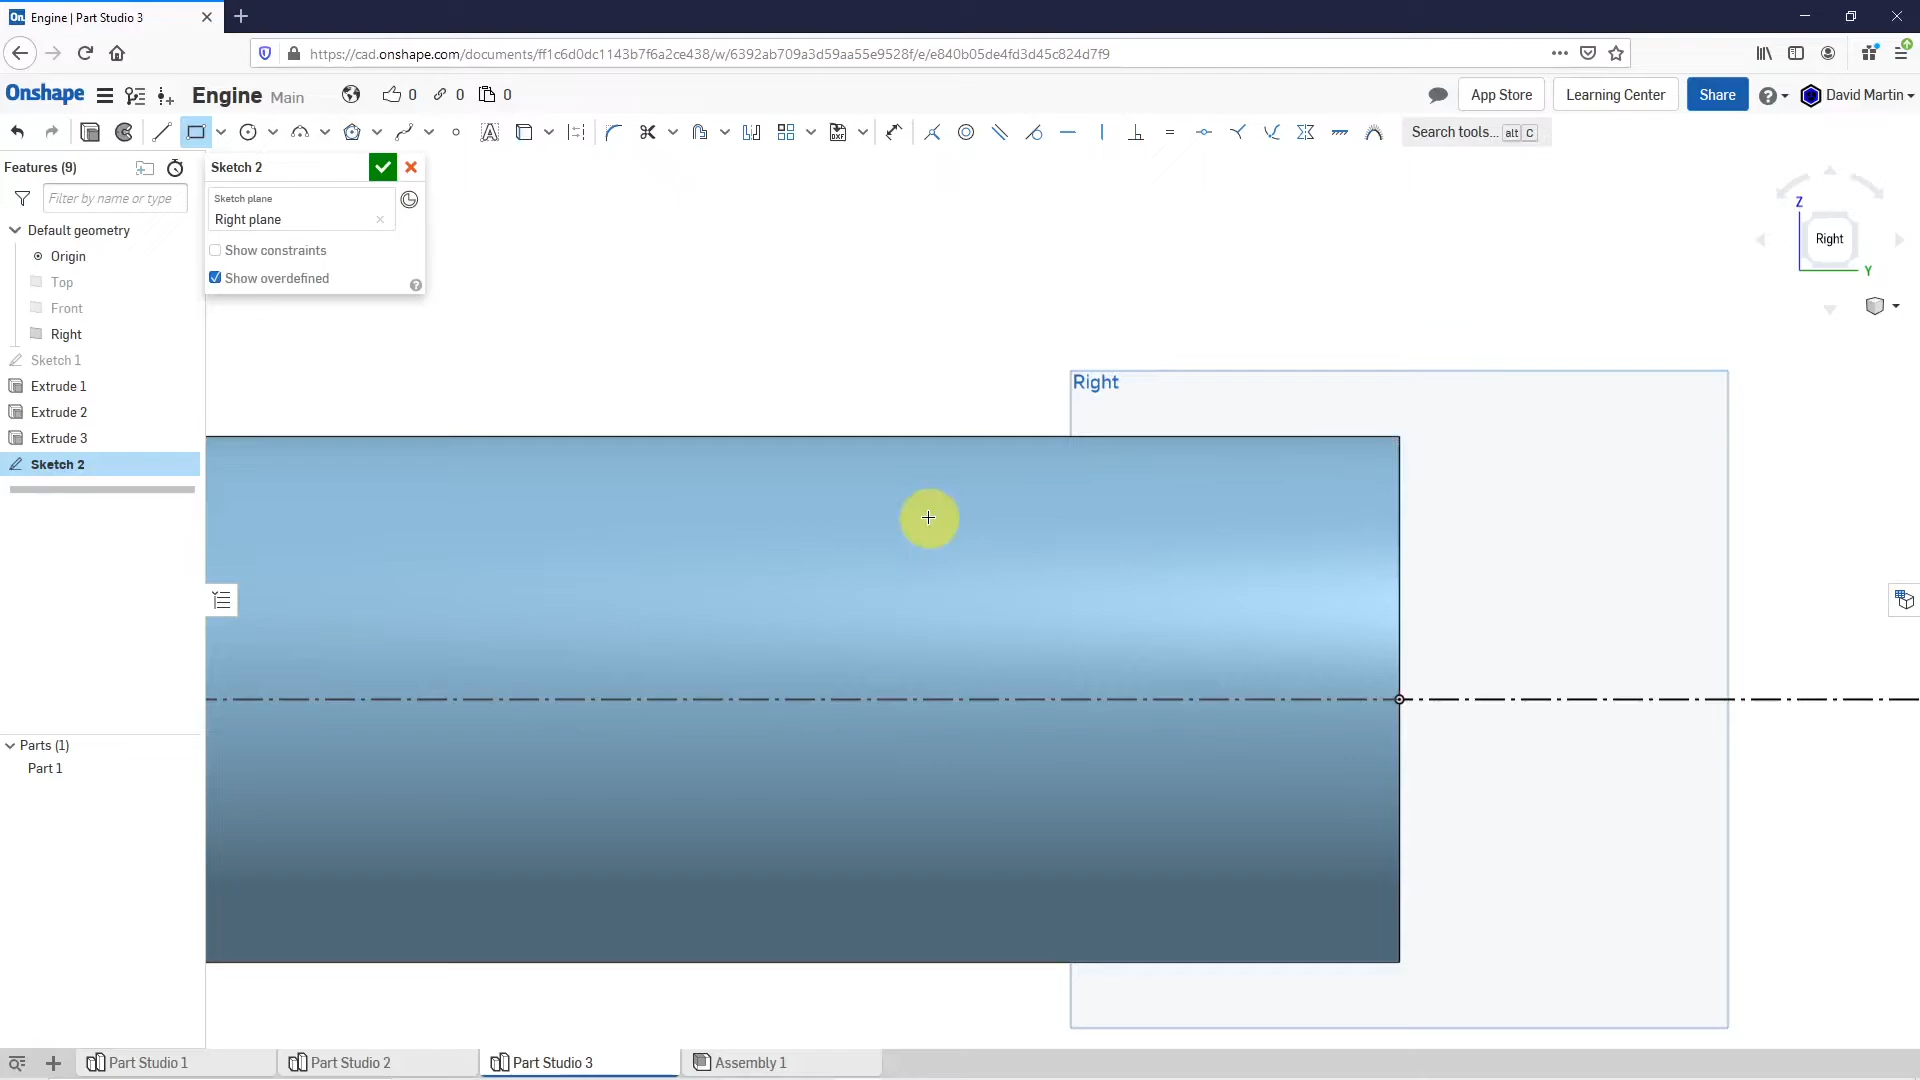 On Engine | Part Studio 3
https://cad.onshape.com/documents/ff1c6d0dc1143b7f6a2ce438/w/6392ab709a3d59aa55e9528f/e/e840b05de4fd3d45c824d7f9
Onshape Engine Main 0 0 0 App Store Learning Center Share David Martin
Search tools... alt C
Features (9)
Filter by name or type
Default geometry
Origin
Top
Front
Right
Sketch 1
Extrude 1
Extrude 2
Extrude 3
Sketch 2
Parts (1)
Part 1
Sketch 2
Sketch plane
Right plane
Show constraints
Show overdefined
Right
Z
Right
Y
Part Studio 1 Part Studio 2 Part Studio 3 Assembly 1